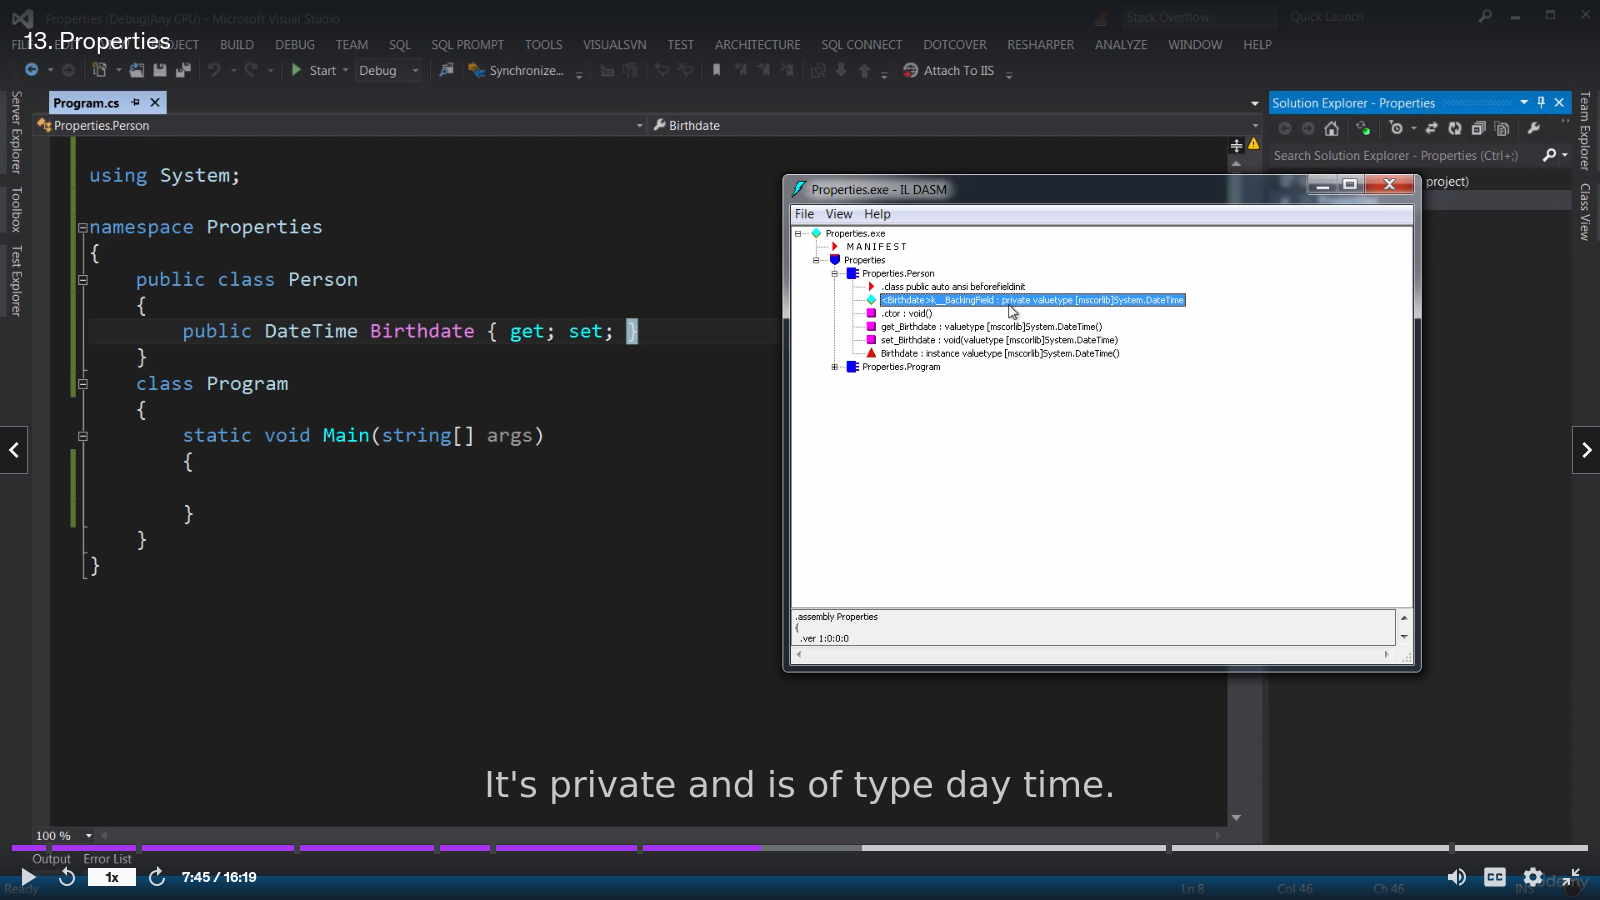 Properties (Debug|Any CPU) - Microsoft Visual Studio
Stack Overflow
Quick Launch
13. Properties
BUILD DEBUG TEAM SQL SQL PROMPT TOOLS VISUALSVN TEST ARCHITECTURE SQL CONNECT DOTCOVER RESHARPER ANALYZE WINDOW HELP
Start Debug Synchronize... Attach To IIS
Program.cs
Properties.Person
Birthdate
Server Explorer
Toolbox
Test Explorer
using System;
namespace Properties
{
public class Person
{
public DateTime Birthdate { get; set; }
}
class Program
{
static void Main(string[] args)
{
}
}
}
Properties.exe - IL DASM
File View Help
Properties.exe
M A N I F E S T
Properties
Properties.Person
.class public auto ansi beforefieldinit
<Birthdate>k__BackingField : private valuetype [mscorlib]System.DateTime
.ctor : void()
get_Birthdate : valuetype [mscorlib]System.DateTime()
set_Birthdate : void(valuetype [mscorlib]System.DateTime)
Birthdate : instance valuetype [mscorlib]System.DateTime()
Properties.Program
.assembly Properties
{
.ver 1:0:0:0
Solution Explorer - Properties
Search Solution Explorer - Properties (Ctrl+;)
project)
Team Explorer
Class View
It's private and is of type day time.
100 %
Output Error List
1x
7:45 / 16:19
CC
Ready
Ln 8 Col 46 Ch 46 INS